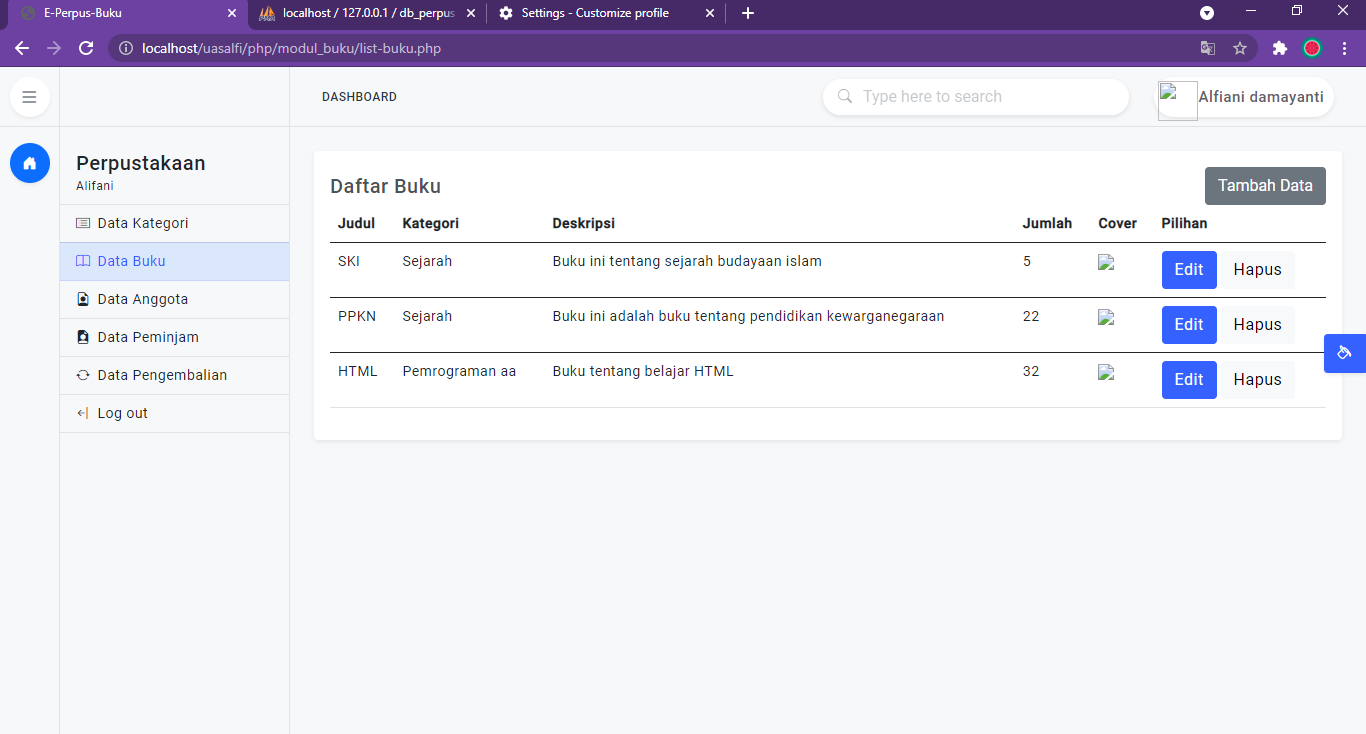 E-Perpus-Buku
localhost / 127.0.0.1 / db_perpus
Settings - Customize profile
localhost/uasalfi/php/modul_buku/list-buku.php
DASHBOARD
Type here to search
Alfiani damayanti
Perpustakaan
Alifani
Data Kategori
Data Buku
Data Anggota
Data Peminjam
Data Pengembalian
Log out
Daftar Buku
Tambah Data
Judul Kategori Deskripsi Jumlah Cover Pilihan
SKI Sejarah Buku ini tentang sejarah budayaan islam 5 Edit Hapus
PPKN Sejarah Buku ini adalah buku tentang pendidikan kewarganegaraan 22 Edit Hapus
HTML Pemrograman aa Buku tentang belajar HTML 32 Edit Hapus